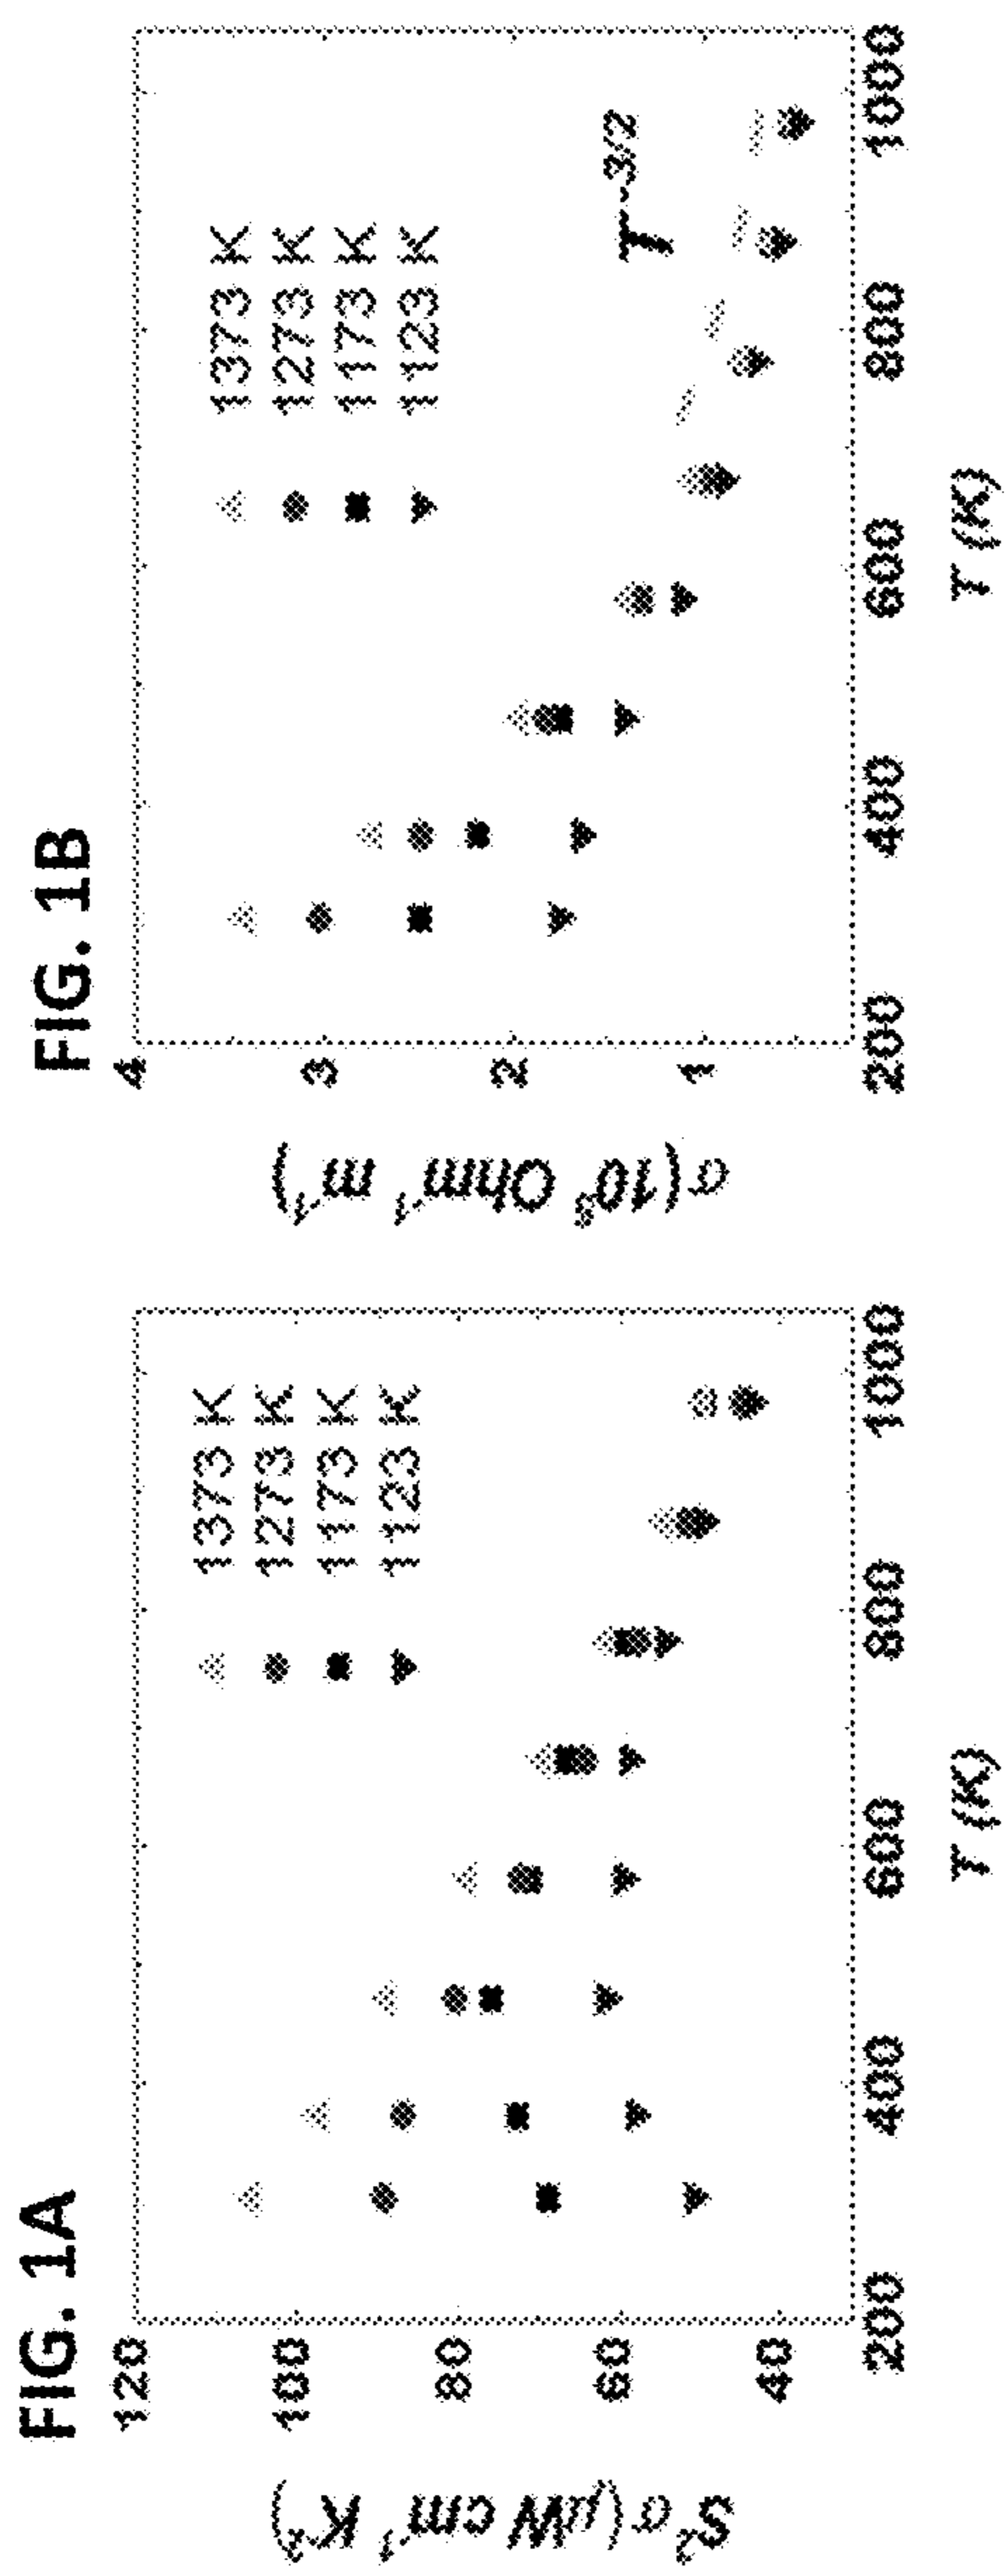 FIG. 1A
S²σ(μW cm⁻¹ K⁻²)
120
100
80
60
40
1373 K
1273 K
1173 K
1123 K
200 400 600 800 1000
T (K)
FIG. 1B
σ(10⁵ Ohm⁻¹ m⁻¹)
4
3
2
1
1373 K
1273 K
1173 K
1123 K
T⁻³/²
200 400 600 800 1000
T (K)